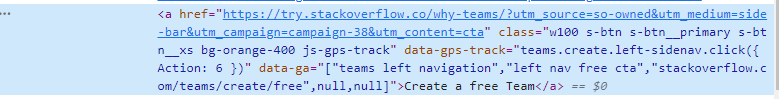 <a href="https://try.stackoverflow.co/why-teams/?utm_source=so-owned&utm_medium=side
-bar&utm_campaign=campaign-38&utm_content=cta" class="w100 s-btn s-btn__primary s-bt
n__xs bg-orange-400 js-gps-track" data-gps-track="teams.create.left-sidenav.click({
Action: 6 })" data-ga="["teams left navigation","left nav free cta","stackoverflow.c
om/teams/create/free",null,null]">Create a free Team</a> == $0